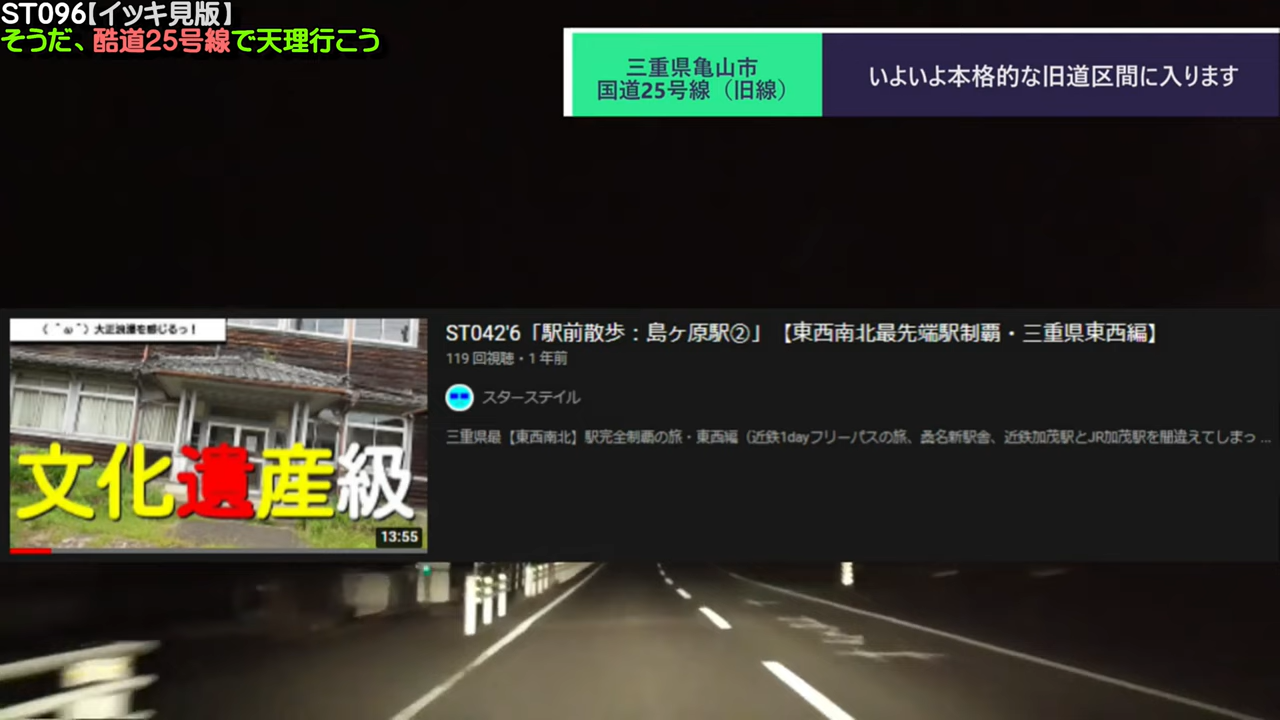 ST096【イッキ見版】
そうだ、酷道25号線で天理行こう
三重県亀山市
国道25号線（旧線）
いよいよ本格的な旧道区間に入ります
（ ＾ω＾）大正浪漫を感じるっ！
文化遺産級
13:55
ST042'6「駅前散歩：島ヶ原駅②」【東西南北最先端駅制覇・三重県東西編】
119 回視聴・1 年前
スターステイル
三重県最【東西南北】駅完全制覇の旅・東西編（近鉄1dayフリーパスの旅、桑名新駅舎、近鉄加茂駅とJR加茂駅を間違えてしまっ ...